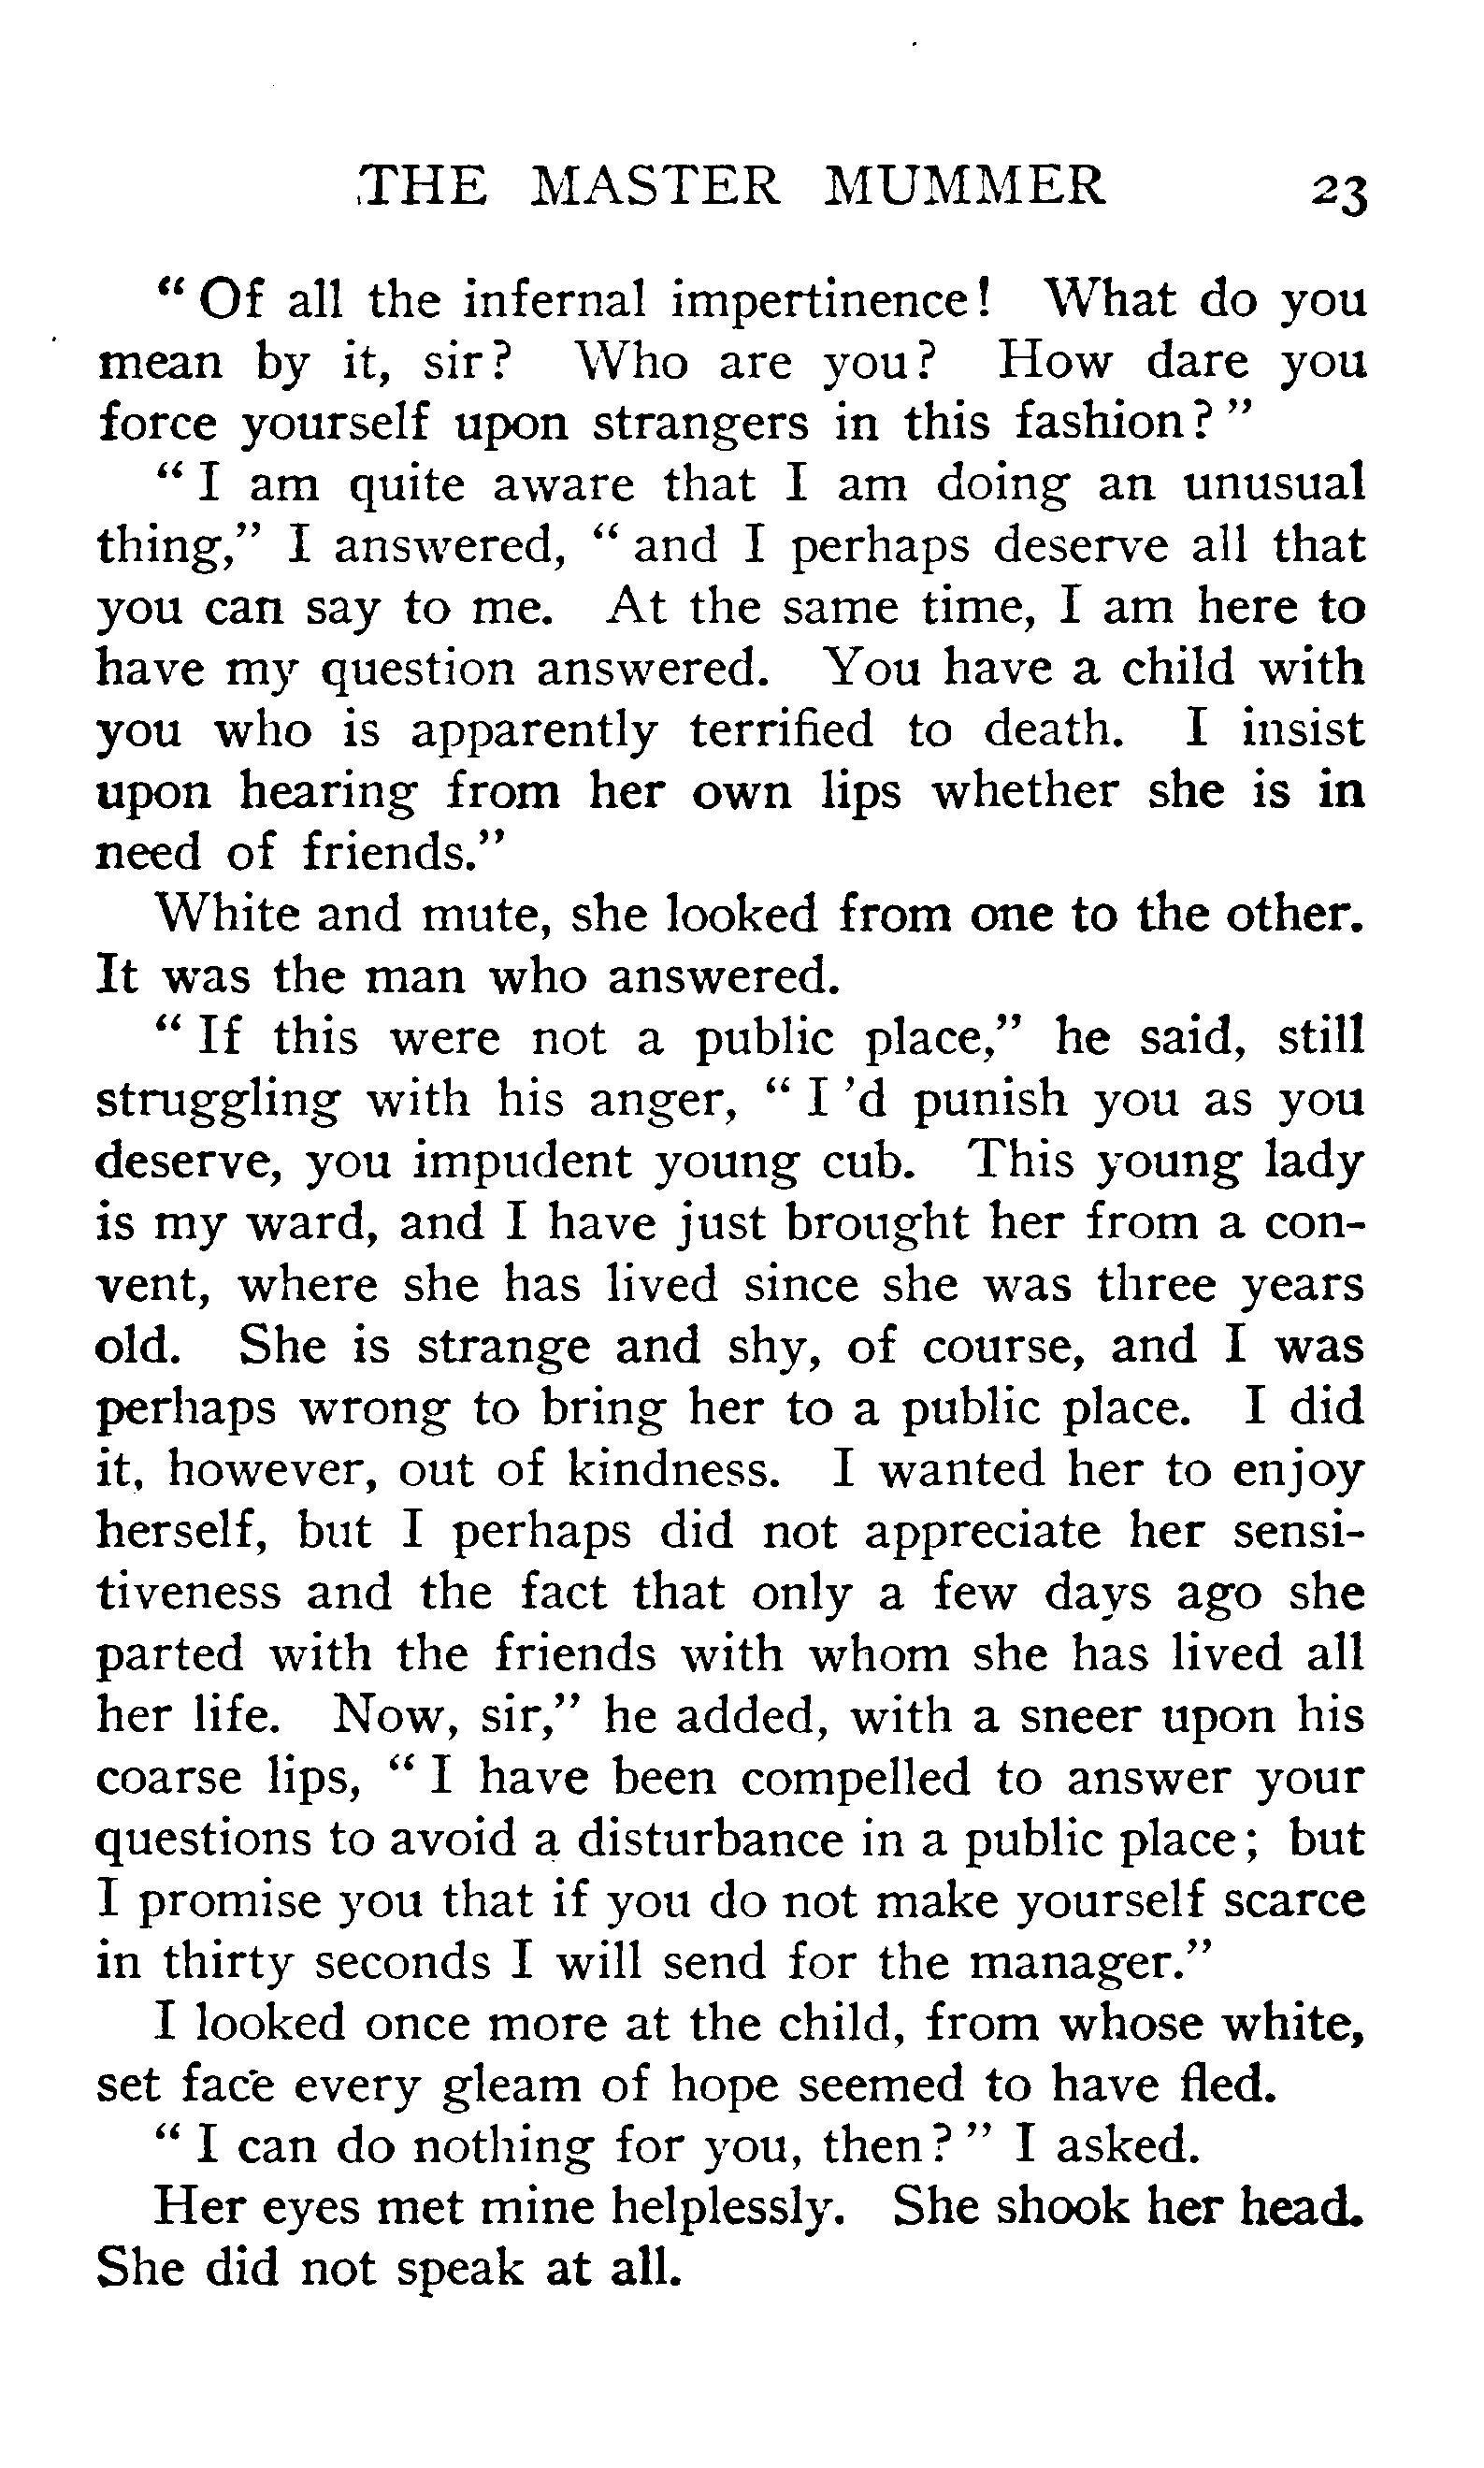 THE MASTER MUMMER 23
“ Of all the infernal impertinence! What do you
mean by it, sir? Who are you? How dare you
force yourself upon strangers in this fashion? ”
“ I am quite aware that I am doing an unusual
thing,” I answered, “ and I perhaps deserve all that
you can say to me. At the same time, I am here to
have my question answered. You have a child with
you who is apparently terrified to death. I insist
upon hearing from her own lips whether she is in
need of friends.”
White and mute, she looked from one to the other.
It was the man who answered.
“ If this were not a public place,” he said, still
struggling with his anger, “ I ’d punish you as you
deserve, you impudent young cub. This young lady
is my ward, and I have just brought her from a con-
vent, where she has lived since she was three years
old. She is strange and shy, of course, and I was
perhaps wrong to bring her to a public place. I did
it, however, out of kindness. I wanted her to enjoy
herself, but I perhaps did not appreciate her sensi-
tiveness and the fact that only a few days ago she
parted with the friends with whom she has lived all
her life. Now, sir,” he added, with a sneer upon his
coarse lips, “ I have been compelled to answer your
questions to avoid a disturbance in a public place; but
I promise you that if you do not make yourself scarce
in thirty seconds I will send for the manager.”
I looked once more at the child, from whose white,
set face every gleam of hope seemed to have fled.
“ I can do nothing for you, then? ” I asked.
Her eyes met mine helplessly. She shook her head.
She did not speak at all.